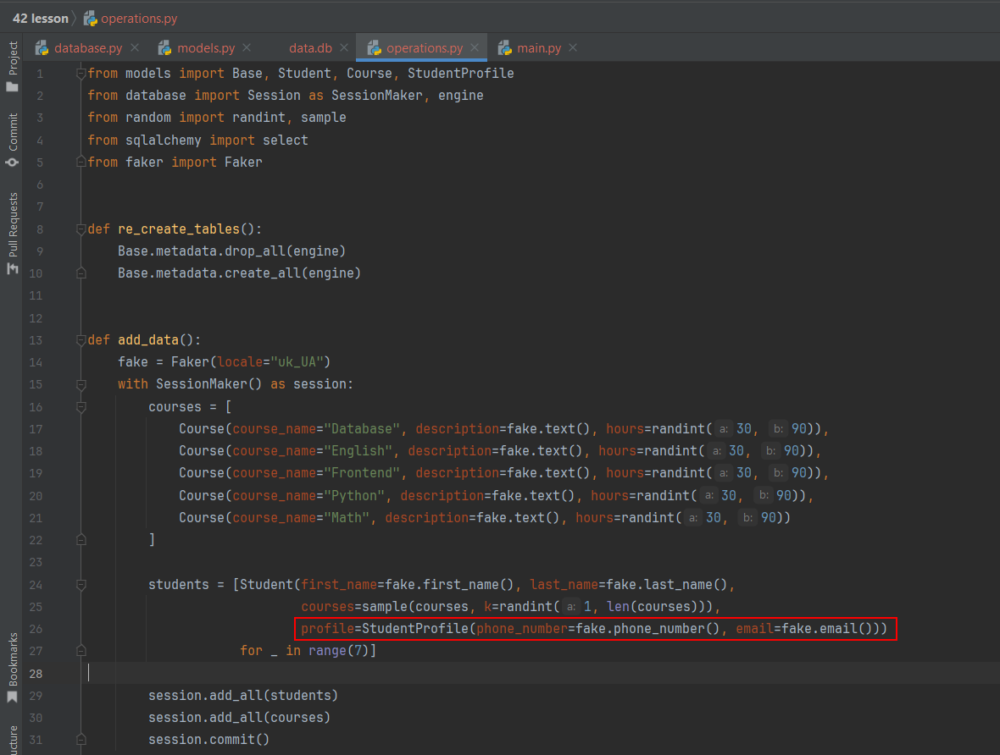 42 lesson operations.py
database.py models.py data.db operations.py main.py
Project
Commit
Pull Requests
Bookmarks
ucture
1 from models import Base, Student, Course, StudentProfile
2 from database import Session as SessionMaker, engine
3 from random import randint, sample
4 from sqlalchemy import select
5 from faker import Faker
6
7
8 def re_create_tables():
9     Base.metadata.drop_all(engine)
10     Base.metadata.create_all(engine)
11
12
13 def add_data():
14     fake = Faker(locale="uk_UA")
15     with SessionMaker() as session:
16         courses = [
17             Course(course_name="Database", description=fake.text(), hours=randint( a: 30, b: 90)),
18             Course(course_name="English", description=fake.text(), hours=randint( a: 30, b: 90)),
19             Course(course_name="Frontend", description=fake.text(), hours=randint( a: 30, b: 90)),
20             Course(course_name="Python", description=fake.text(), hours=randint( a: 30, b: 90)),
21             Course(course_name="Math", description=fake.text(), hours=randint( a: 30, b: 90))
22         ]
23
24         students = [Student(first_name=fake.first_name(), last_name=fake.last_name(),
25                             courses=sample(courses, k=randint( a: 1, len(courses))),
26                             profile=StudentProfile(phone_number=fake.phone_number(), email=fake.email()))
27                     for _ in range(7)]
28
29         session.add_all(students)
30         session.add_all(courses)
31         session.commit()